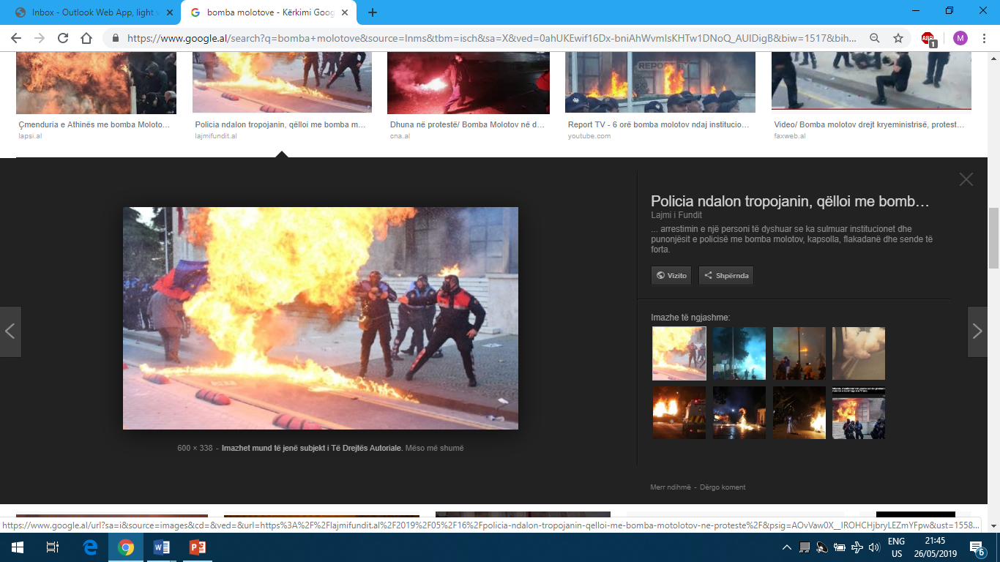 Inbox - Outlook Web App, light v
bomba molotove - Kërkimi Goog
https://www.google.al/search?q=bomba+molotove&source=lnms&tbm=isch&sa=X&ved=0ahUKEwif16Dx-bniAhWvmIsKHTw1DNoQ_AUIDigB&biw=1517&bih...
ABP
1
M
REPORT TV
Çmenduria e Athinës me bomba Moloto...
lapsi.al
Policia ndalon tropojanin, qëlloi me bomba m...
lajmifundit.al
Dhuna në protestë/ Bomba Molotov në d...
cna.al
Report TV - 6 orë bomba molotov ndaj institucio...
youtube.com
Video/ Bomba molotov drejt kryeministrisë, protest...
faxweb.al
Policia ndalon tropojanin, qëlloi me bomb...
Lajmi i Fundit
... arrestimin e një personi të dyshuar se ka sulmuar institucionet dhe
punonjësit e policisë me bomba molotov, kapsolla, flakadanë dhe sende të
forta.
Vizito
Shpërnda
Imazhe të ngjashme:
600 × 338 - Imazhet mund të jenë subjekt i Të Drejtës Autoriale. Mëso më shumë
Merr ndihmë - Dërgo koment
https://www.google.al/url?sa=i&source=images&cd=&ved=&url=https%3A%2F%2Flajmifundit.al%2F2019%2F05%2F16%2Fpolicia-ndalon-tropojanin-qelloi-me-bomba-motolotov-ne-proteste%2F&psig=AOvVaw0X__IROHCHjbryLEZmYFpw&ust=1558...
ENG
US
21:45
26/05/2019
6